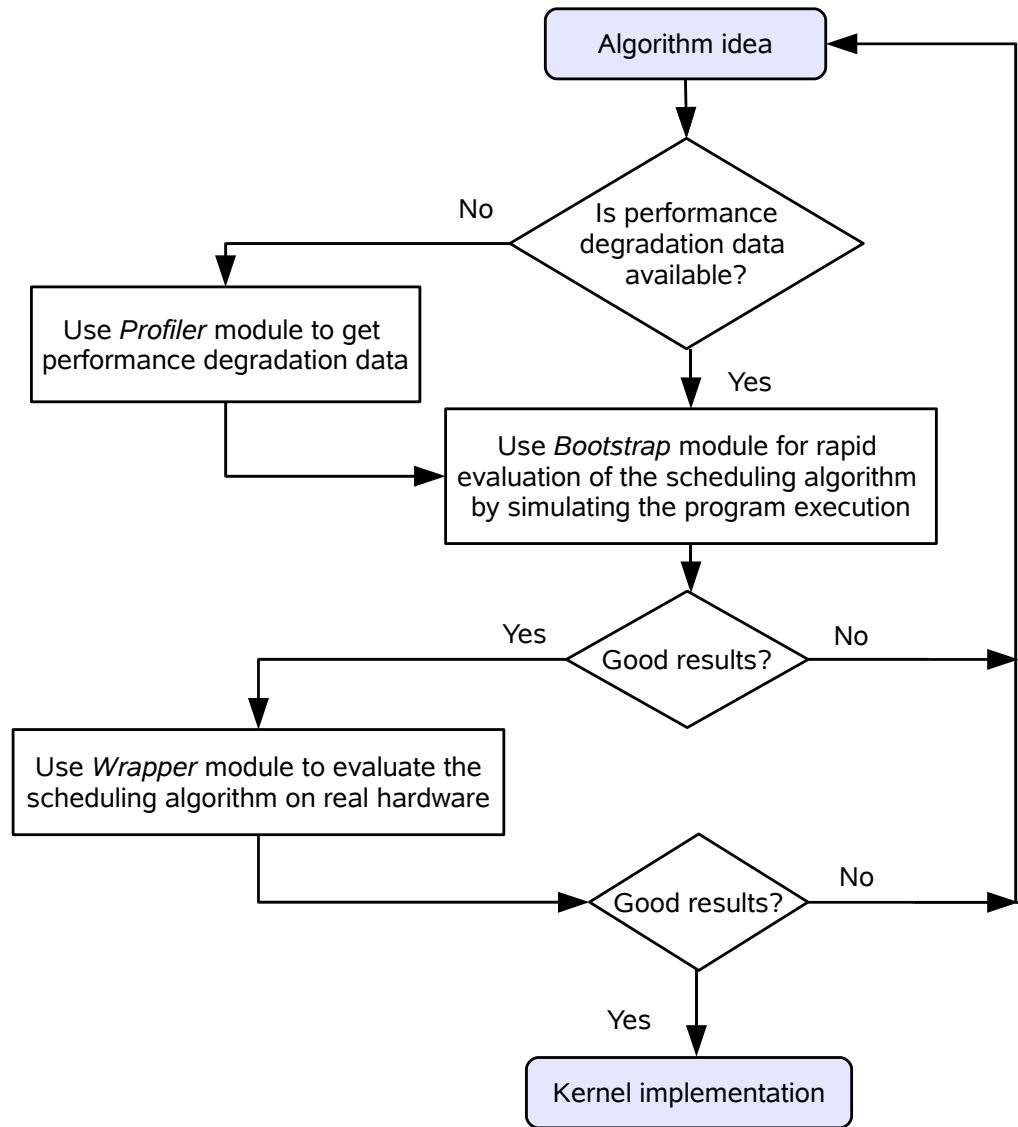 Algorithm idea
Is performance
degradation data
available?
No
Use Profiler module to get
performance degradation data
Yes
Use Bootstrap module for rapid
evaluation of the scheduling algorithm
by simulating the program execution
Yes
Good results?
No
Use Wrapper module to evaluate the
scheduling algorithm on real hardware
Good results?
No
Yes
Kernel implementation